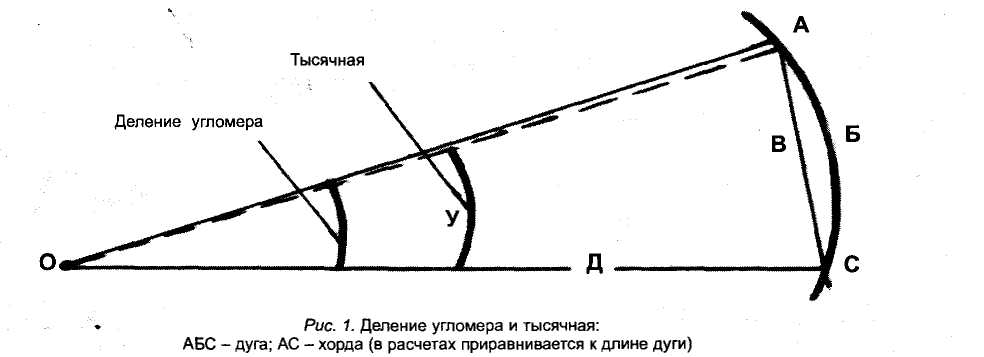 А
Тысячная
Деление угломера
Б
В
У
О
Д
С
Рис. 1. Деление угломера и тысячная:
АБС – дуга; АС – хорда (в расчетах приравнивается к длине дуги)